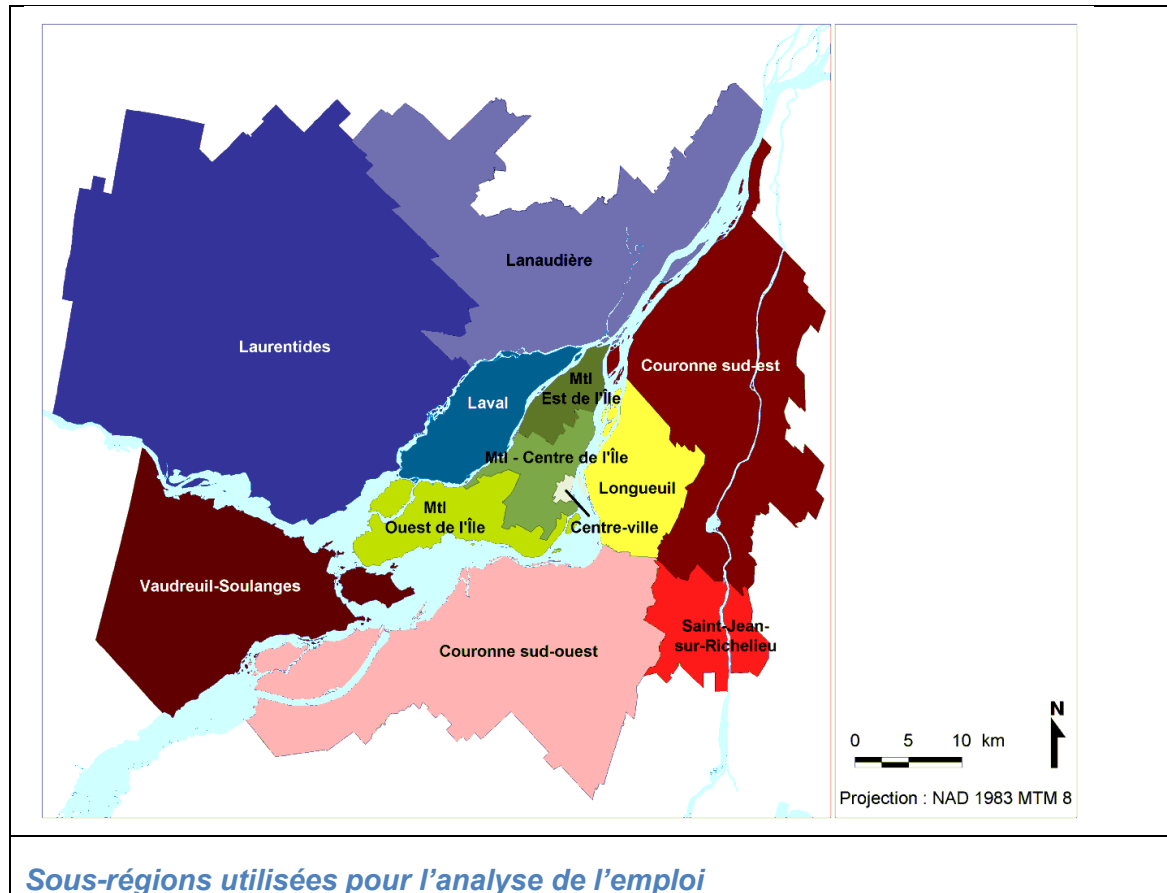 Lanaudière
Laurentides
Couronne sud-est
Mtl
Est de l'Île
Laval
Mtl - Centre de l'Île
Longueuil
Mtl
Ouest de l'Île
Centre-ville
Vaudreuil-Soulanges
Saint-Jean-
sur-Richelieu
Couronne sud-ouest
N
0 5 10 km
Projection : NAD 1983 MTM 8
Sous-régions utilisées pour l’analyse de l’emploi